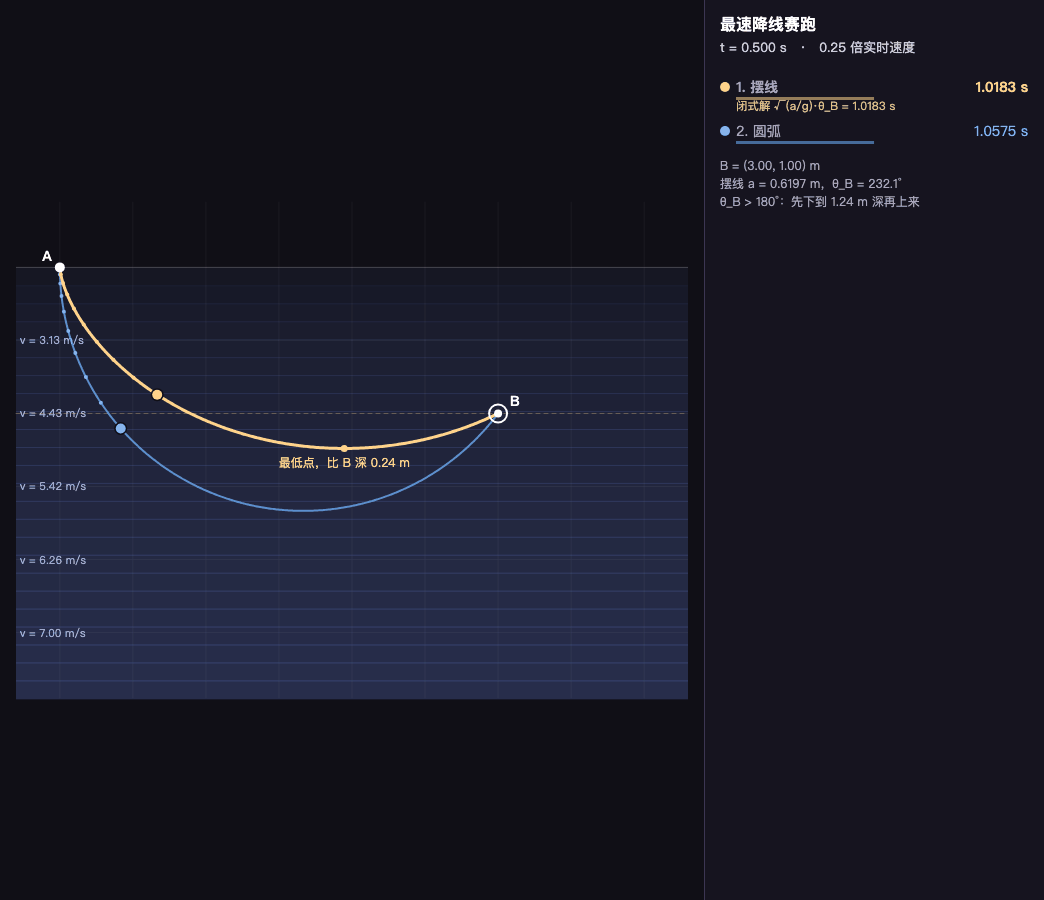 最速降线赛跑
t = 0.500 s · 0.25 倍实时速度
1. 摆线 1.0183 s
闭式解 √(a/g)·θ_B = 1.0183 s
2. 圆弧 1.0575 s
B = (3.00, 1.00) m
摆线 a = 0.6197 m，θ_B = 232.1°
θ_B > 180°：先下到 1.24 m 深再上来
A
v = 3.13 m/s
B
v = 4.43 m/s
最低点，比 B 深 0.24 m
v = 5.42 m/s
v = 6.26 m/s
v = 7.00 m/s